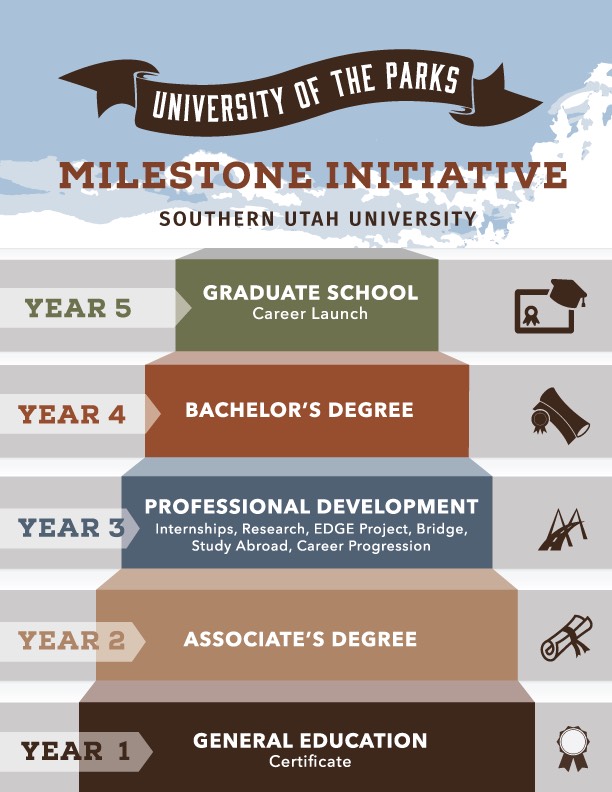 UNIVERSITY OF THE PARKS
MILESTONE INITIATIVE
SOUTHERN UTAH UNIVERSITY
YEAR 5
GRADUATE SCHOOL
Career Launch
YEAR 4
BACHELOR'S DEGREE
YEAR 3
PROFESSIONAL DEVELOPMENT
Internships, Research, EDGE Project, Bridge,
Study Abroad, Career Progression
YEAR 2
ASSOCIATE'S DEGREE
YEAR 1
GENERAL EDUCATION
Certificate